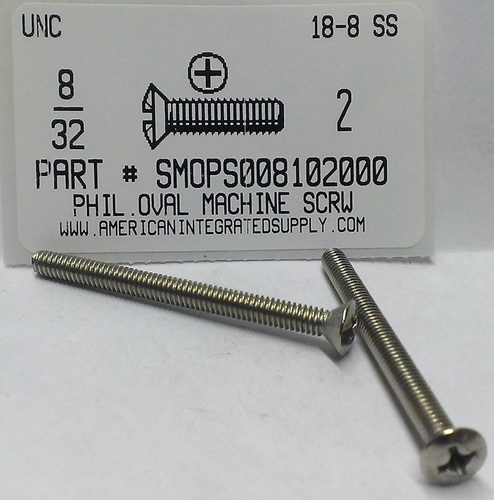 UNC 18-8 SS
8/32 2
PART # SMOPS008102000
PHIL.OVAL MACHINE SCRW
WWW.AMERICANINTEGRATEDSUPPLY.COM